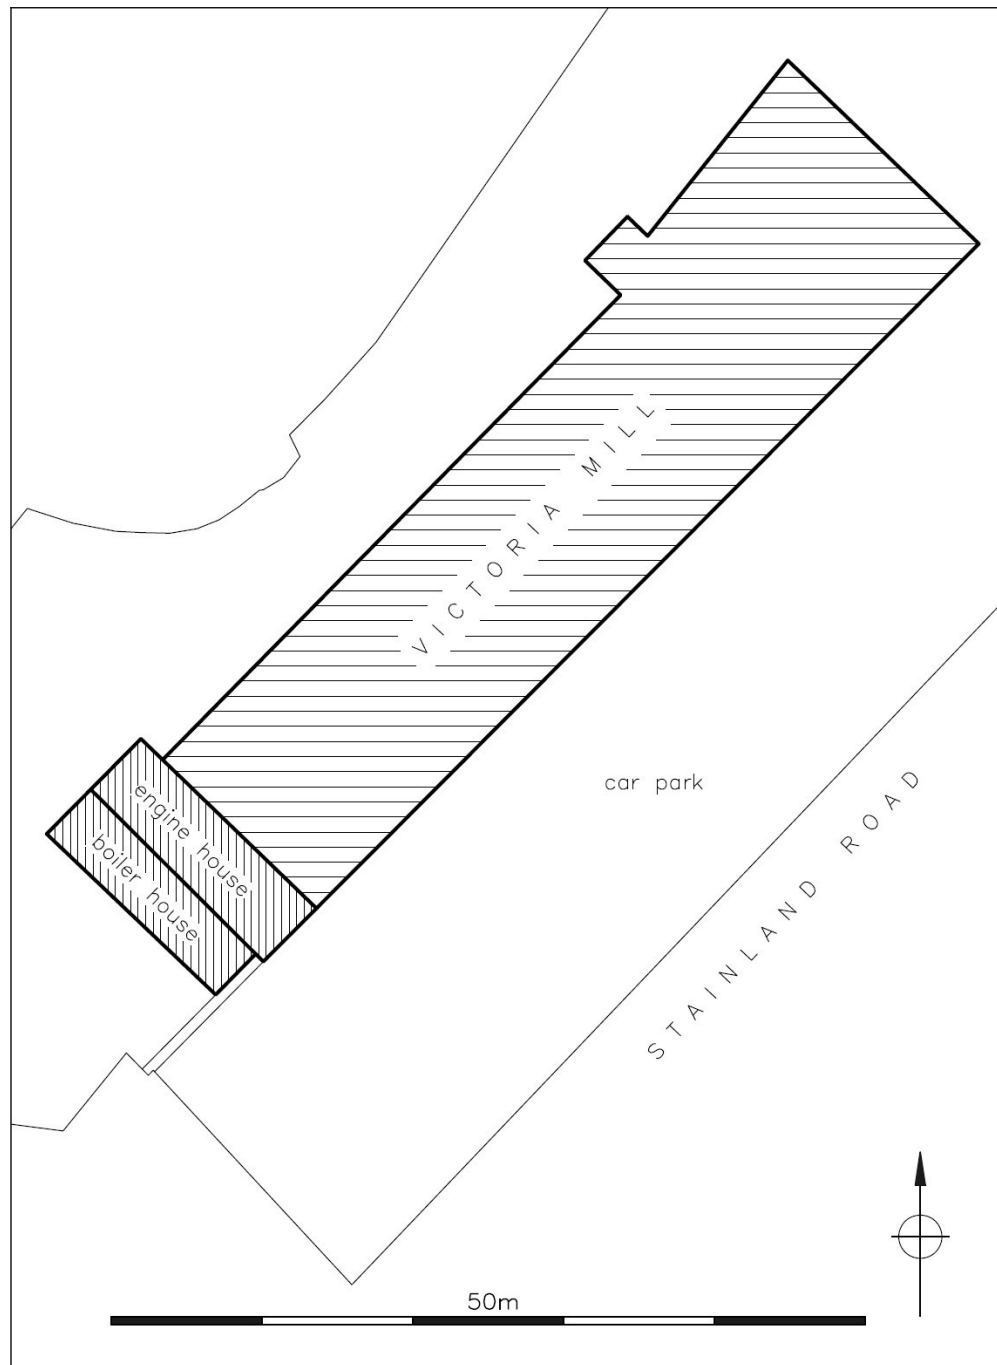 VICTORIA MILL
engine house
boiler house
car park
STAINLAND ROAD
50m